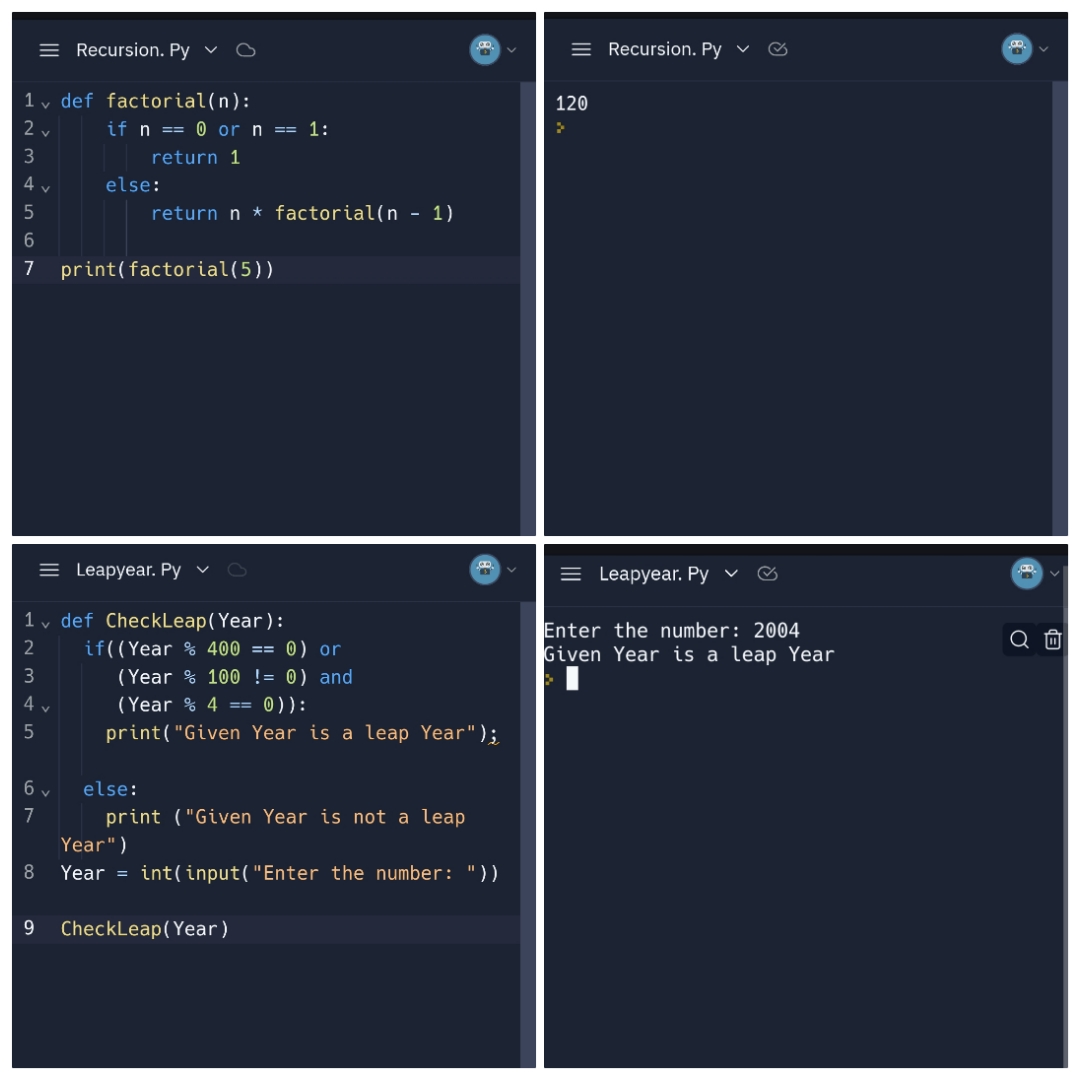 Recursion. Py
1 def factorial(n):
2 if n == 0 or n == 1:
3 return 1
4 else:
5 return n * factorial(n - 1)
6
7 print(factorial(5))
Recursion. Py
120
Leapyear. Py
1 def CheckLeap(Year):
2 if((Year % 400 == 0) or
3 (Year % 100 != 0) and
4 (Year % 4 == 0)):
5 print("Given Year is a leap Year");
6 else:
7 print ("Given Year is not a leap
Year")
8 Year = int(input("Enter the number: "))
9 CheckLeap(Year)
Leapyear. Py
Enter the number: 2004
Given Year is a leap Year